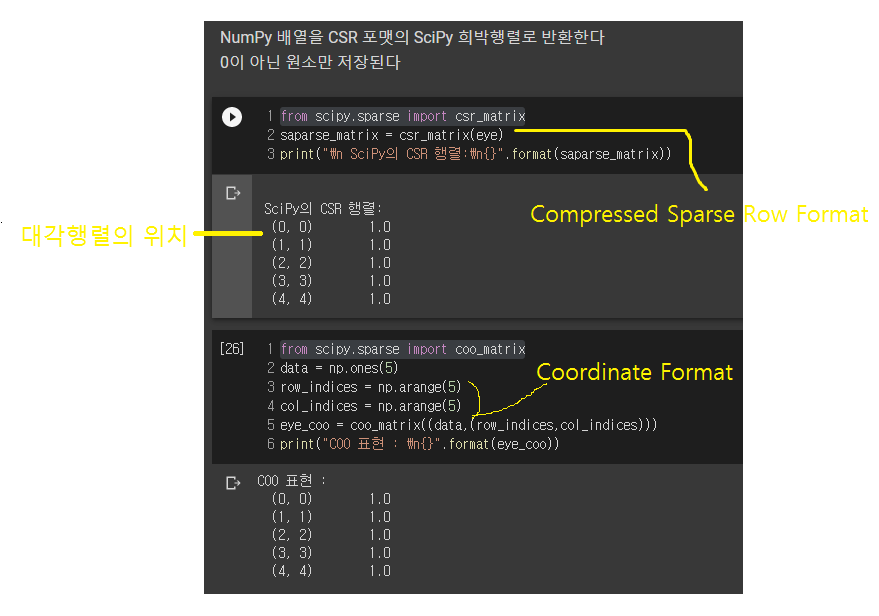 NumPy 배열을 CSR 포맷의 SciPy 희박행렬로 반환한다
0이 아닌 원소만 저장된다
1 from scipy.sparse import csr_matrix
2 saparse_matrix = csr_matrix(eye)
3 print("₩n SciPy의 CSR 행렬:₩n{}".format(saparse_matrix))
Compressed Sparse Row Format
SciPy의 CSR 행렬:
대각행렬의 위치
(0, 0) 1.0
(1, 1) 1.0
(2, 2) 1.0
(3, 3) 1.0
(4, 4) 1.0
[26] 1 from scipy.sparse import coo_matrix
2 data = np.ones(5)
3 row_indices = np.arange(5)
Coordinate Format
4 col_indices = np.arange(5)
5 eye_coo = coo_matrix((data,(row_indices,col_indices)))
6 print("COO 표현 : ₩n{}".format(eye_coo))
COO 표현 :
(0, 0) 1.0
(1, 1) 1.0
(2, 2) 1.0
(3, 3) 1.0
(4, 4) 1.0